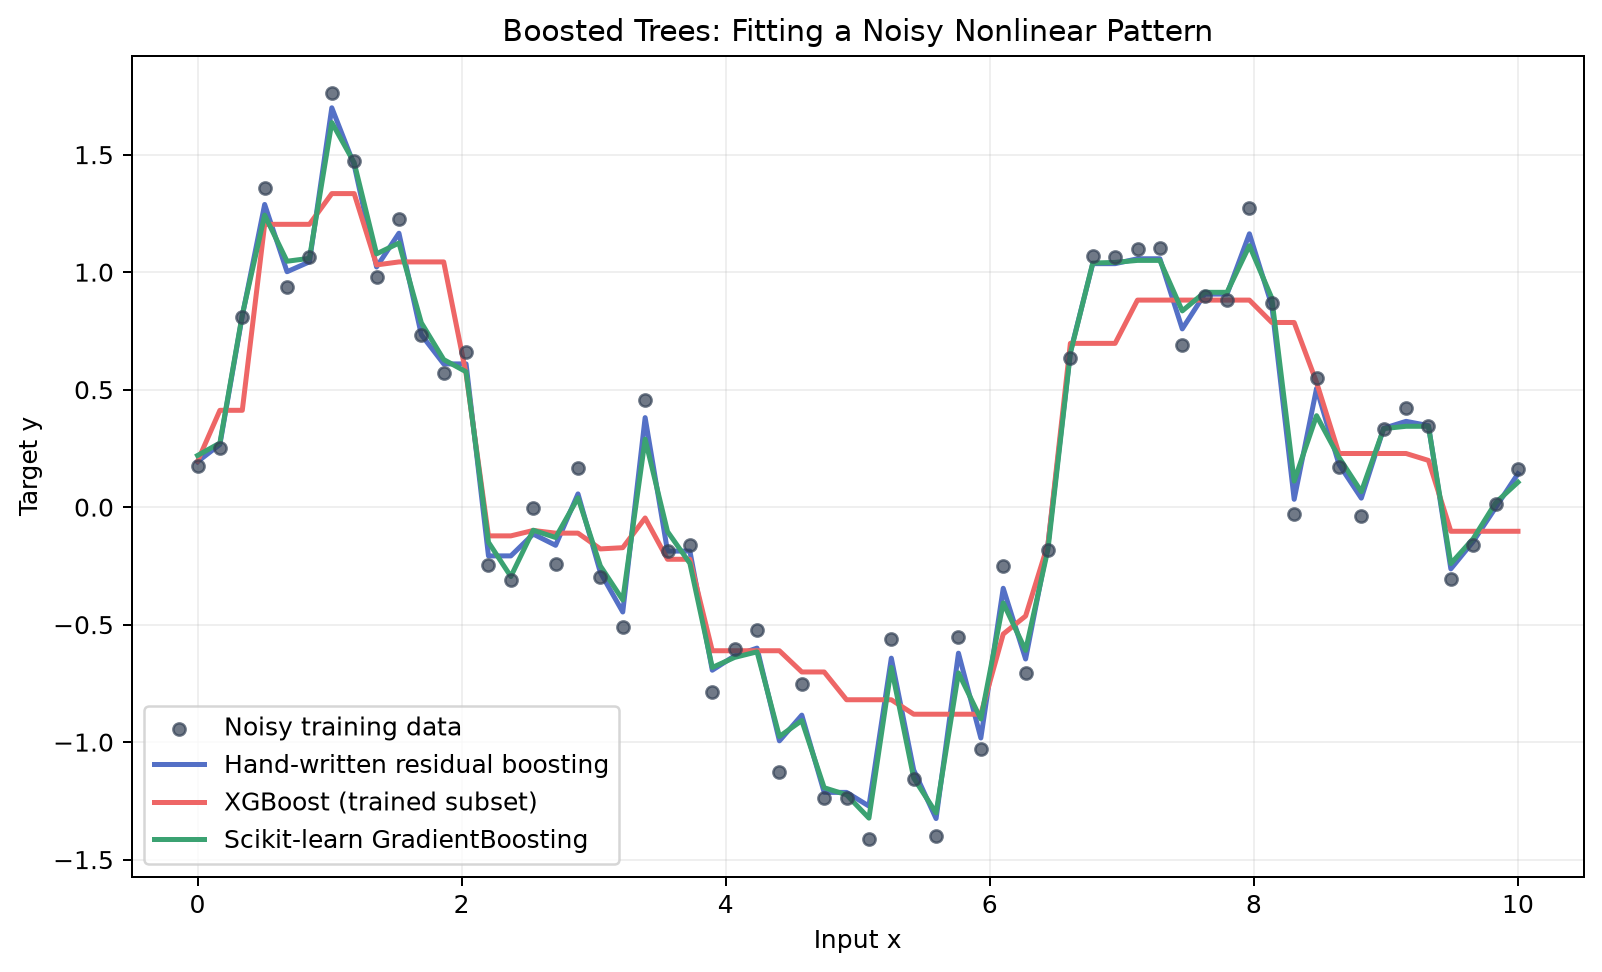 Boosted Trees: Fitting a Noisy Nonlinear Pattern
Target y
1.5
1.0
0.5
0.0
−0.5
−1.0
−1.5
Noisy training data
Hand-written residual boosting
XGBoost (trained subset)
Scikit-learn GradientBoosting
0 2 4 6 8 10
Input x